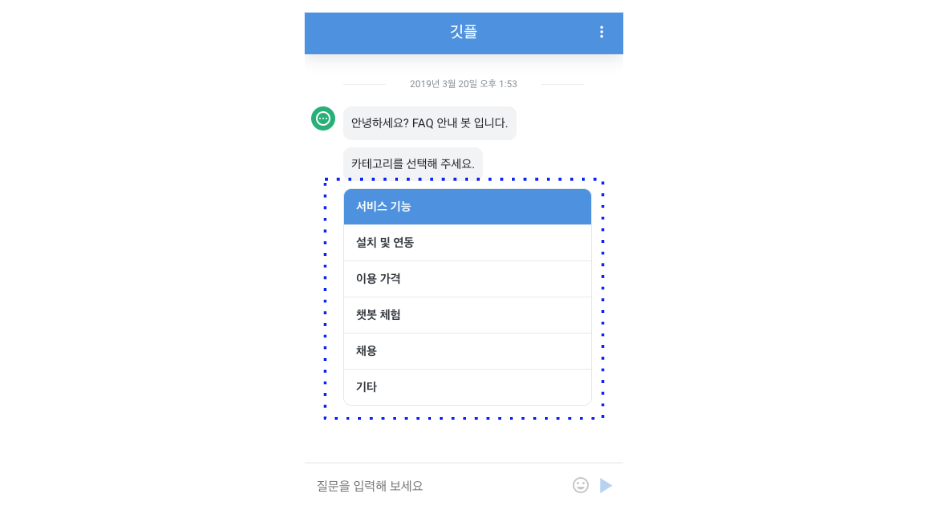 깃플
2019년 3월 20일 오후 1:53
안녕하세요? FAQ 안내 봇 입니다.
카테고리를 선택해 주세요.
서비스 기능
설치 및 연동
이용 가격
챗봇 체험
채용
기타
질문을 입력해 보세요